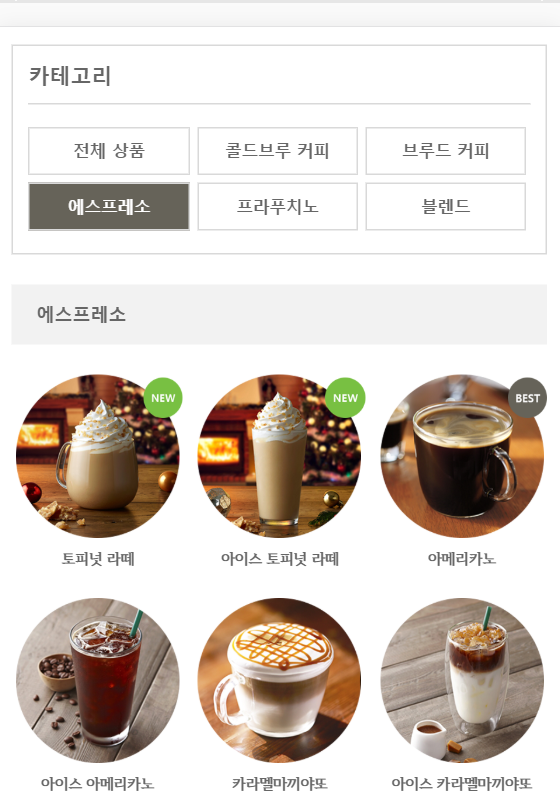 카테고리
전체 상품 콜드브루 커피 브루드 커피
에스프레소 프라푸치노 블렌드
에스프레소
NEW NEW BEST
토피넛 라떼 아이스 토피넛 라떼 아메리카노
아이스 아메리카노 카라멜마끼야또 아이스 카라멜마끼야또